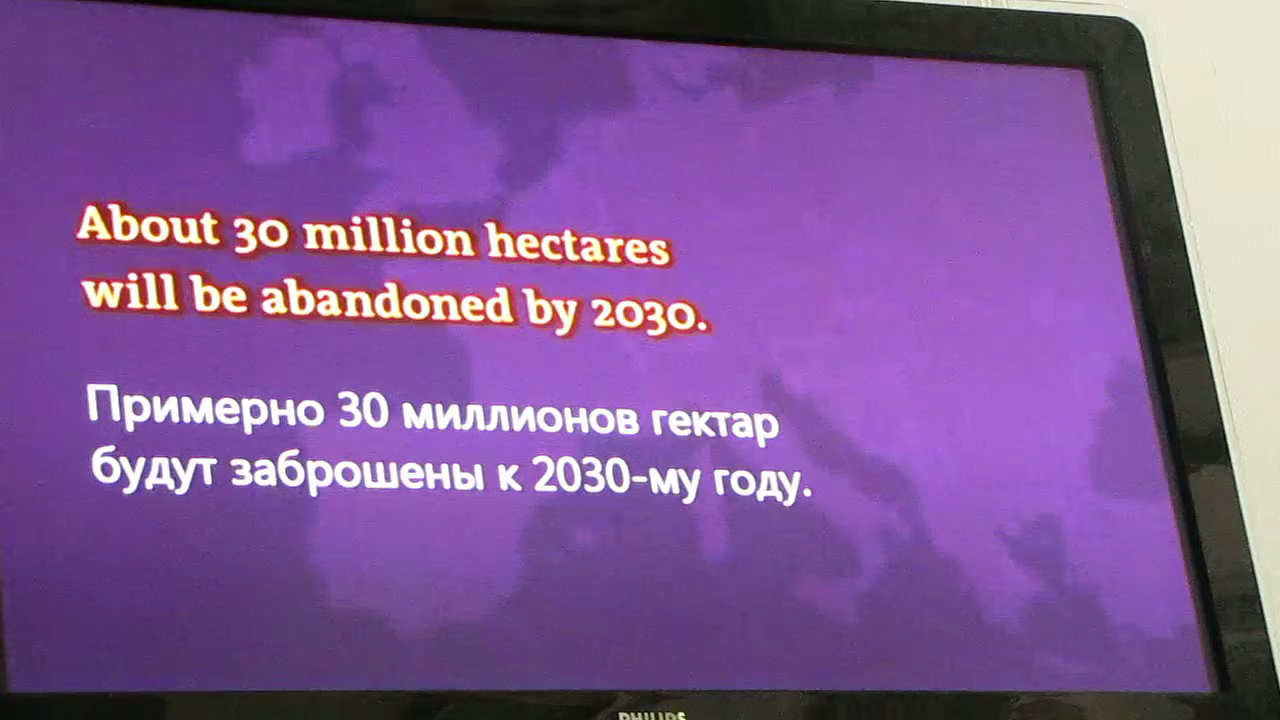 About 30 million hectares
will be abandoned by 2030.
Примерно 30 миллионов гектар
будут заброшены к 2030-му году.
PHILIPS